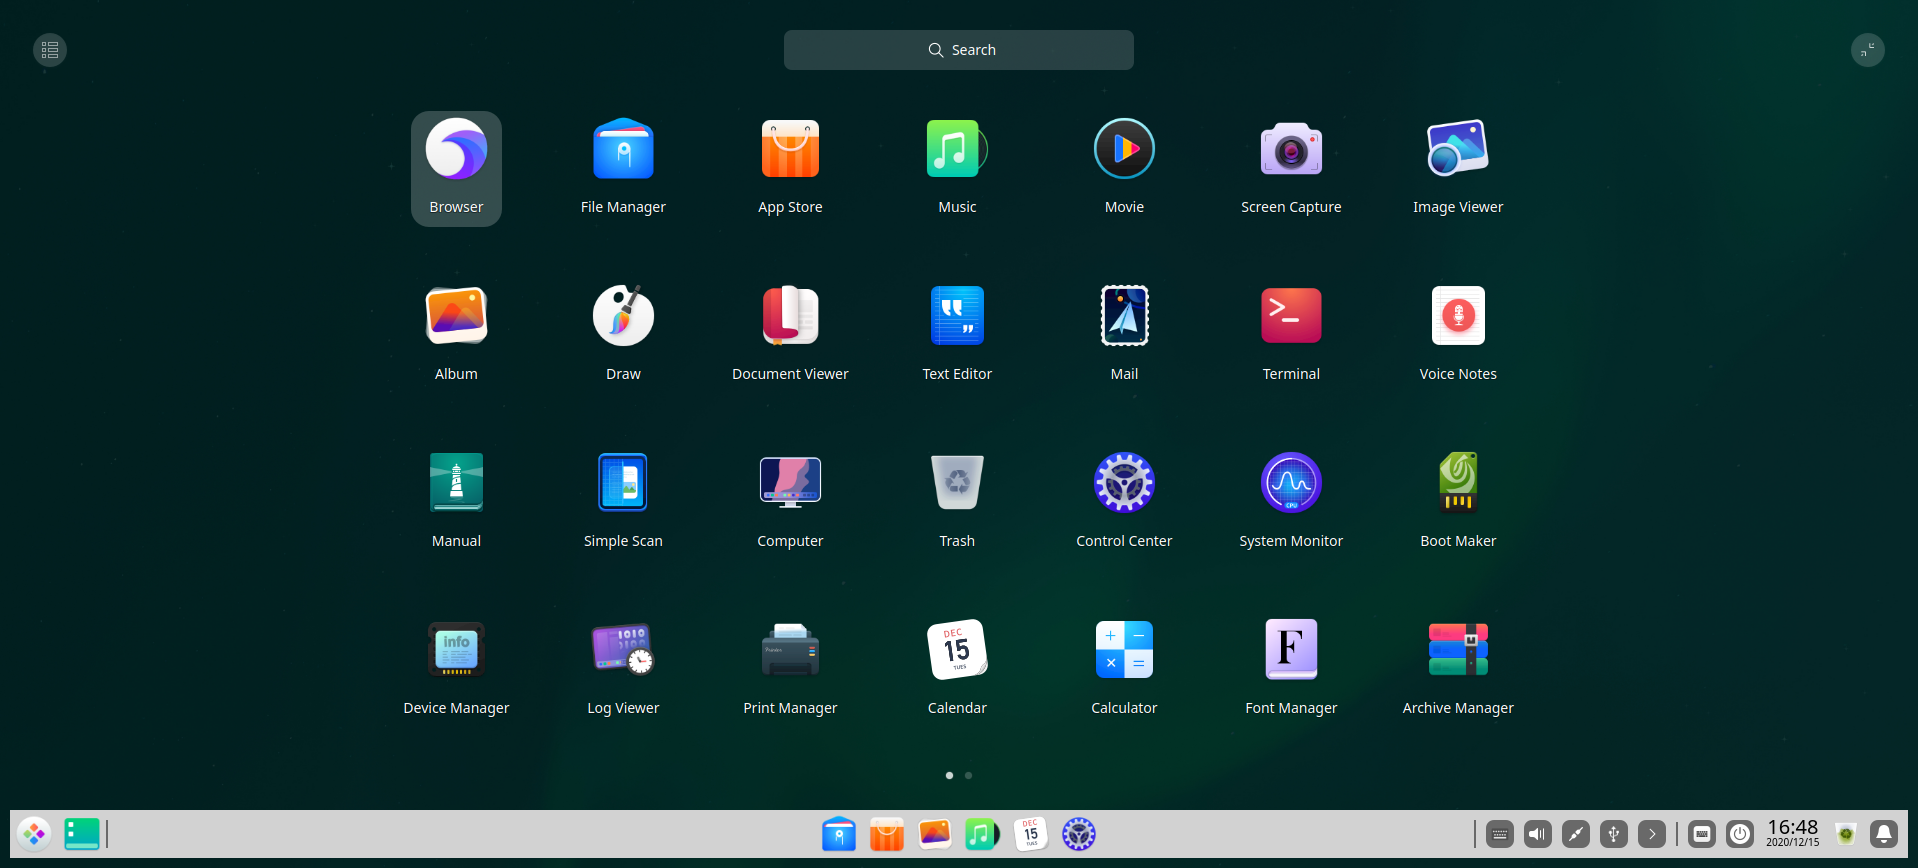 Search
Browser
File Manager
App Store
Music
Movie
Screen Capture
Image Viewer
Album
Draw
Document Viewer
Text Editor
Mail
Terminal
Voice Notes
CPU
Manual
Simple Scan
Computer
Trash
Control Center
System Monitor
Boot Maker
info
1010
Printer
DEC
15
TUES
F
Device Manager
Log Viewer
Print Manager
Calendar
Calculator
Font Manager
Archive Manager
DEC
15
16:48
2020/12/15